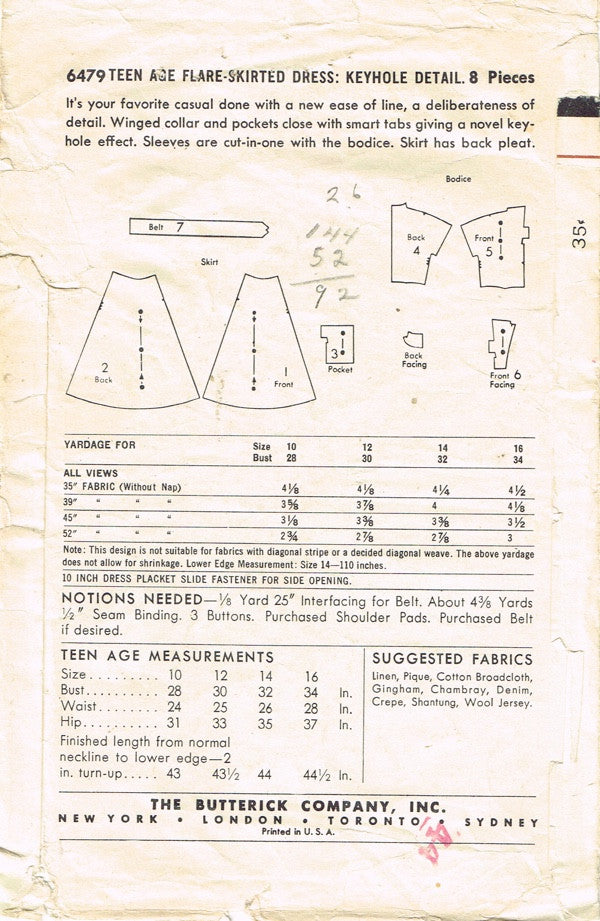 6479 TEEN AGE FLARE-SKIRTED DRESS: KEYHOLE DETAIL. 8 Pieces
It's your favorite casual done with a new ease of line, a deliberateness of
detail. Winged collar and pockets close with smart tabs giving a novel key-
hole effect. Sleeves are cut-in-one with the bodice. Skirt has back pleat.
35¢
26
144
52
92
Bodice
Belt 7
Skirt
Back
4
Front
5
2
Back
1
Front
3
Pocket
Back
Facing
Front 6
Facing
YARDAGE FOR Size 10 12 14 16
Bust 28 30 32 34
ALL VIEWS
35" FABRIC (Without Nap) 4⅛ 4⅛ 4¼ 4½
39" " " " 3⅝ 3⅞ 4 4⅛
45" " " " 3⅛ 3⅜ 3⅜ 3½
52" " " " 2¾ 2⅞ 2⅞ 3
Note: This design is not suitable for fabrics with diagonal stripe or a decided diagonal weave. The above yardage
does not allow for shrinkage. Lower Edge Measurement: Size 14—110 inches.
10 INCH DRESS PLACKET SLIDE FASTENER FOR SIDE OPENING.
NOTIONS NEEDED—⅛ Yard 25" Interfacing for Belt. About 4⅜ Yards
½" Seam Binding. 3 Buttons. Purchased Shoulder Pads. Purchased Belt
if desired.
TEEN AGE MEASUREMENTS
Size......... 10 12 14 16
Bust.......... 28 30 32 34 In.
Waist........ 24 25 26 28 In.
Hip........... 31 33 35 37 In.
Finished length from normal
neckline to lower edge—2
in. turn-up..... 43 43½ 44 44½ In.
SUGGESTED FABRICS
Linen, Pique, Cotton Broadcloth,
Gingham, Chambray, Denim,
Crepe, Shantung, Wool Jersey.
THE BUTTERICK COMPANY, INC.
NEW YORK • LONDON • TORONTO • SYDNEY
Printed in U. S. A.